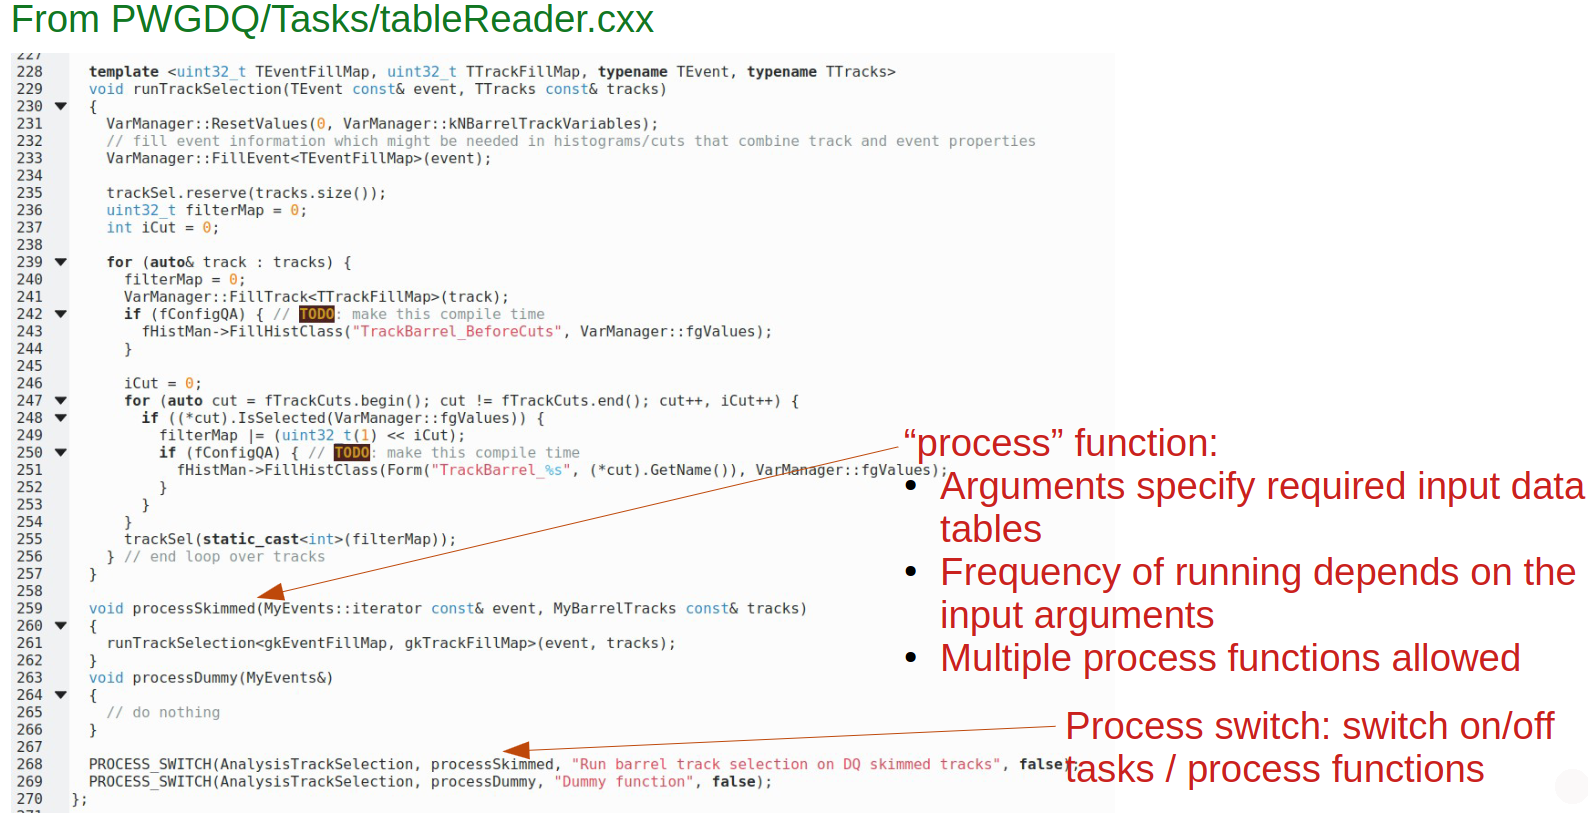 From PWGDQ/Tasks/tableReader.cxx
227
228 template <uint32_t TEventFillMap, uint32_t TTrackFillMap, typename TEvent, typename TTracks>
229 void runTrackSelection(TEvent const& event, TTracks const& tracks)
230 {
231 VarManager::ResetValues(0, VarManager::kNBarrelTrackVariables);
232 // fill event information which might be needed in histograms/cuts that combine track and event properties
233 VarManager::FillEvent<TEventFillMap>(event);
234
235 trackSel.reserve(tracks.size());
236 uint32_t filterMap = 0;
237 int iCut = 0;
238
239 for (auto& track : tracks) {
240 filterMap = 0;
241 VarManager::FillTrack<TTrackFillMap>(track);
242 if (fConfigQA) { // TODO: make this compile time
243 fHistMan->FillHistClass("TrackBarrel_BeforeCuts", VarManager::fgValues);
244 }
245
246 iCut = 0;
247 for (auto cut = fTrackCuts.begin(); cut != fTrackCuts.end(); cut++, iCut++) {
248 if ((*cut).IsSelected(VarManager::fgValues)) {
249 filterMap |= (uint32_t(1) << iCut);
250 if (fConfigQA) { // TODO: make this compile time
251 fHistMan->FillHistClass(Form("TrackBarrel_%s", (*cut).GetName()), VarManager::fgValues);
252 }
253 }
254 }
255 trackSel(static_cast<int>(filterMap));
256 } // end loop over tracks
257 }
258
259 void processSkimmed(MyEvents::iterator const& event, MyBarrelTracks const& tracks)
260 {
261 runTrackSelection<gkEventFillMap, gkTrackFillMap>(event, tracks);
262 }
263 void processDummy(MyEvents&)
264 {
265 // do nothing
266 }
267
268 PROCESS_SWITCH(AnalysisTrackSelection, processSkimmed, "Run barrel track selection on DQ skimmed tracks", false);
269 PROCESS_SWITCH(AnalysisTrackSelection, processDummy, "Dummy function", false);
270 };
271
“process” function:
• Arguments specify required input data
tables
• Frequency of running depends on the
input arguments
• Multiple process functions allowed
Process switch: switch on/off
tasks / process functions